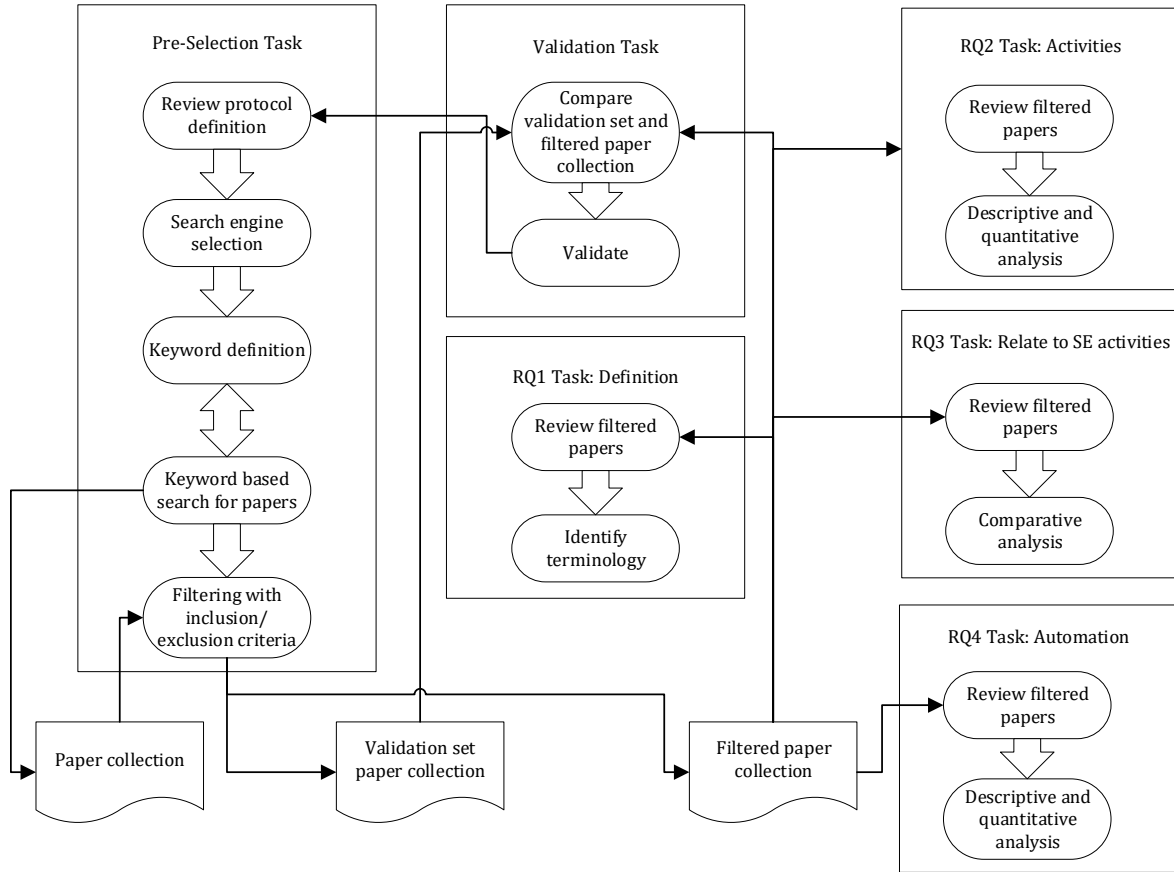 Pre-Selection Task
Review protocol
definition
Search engine
selection
Keyword definition
Keyword based
search for papers
Filtering with
inclusion/
exclusion criteria
Paper collection
Validation set
paper collection
Filtered paper
collection
Validation Task
Compare
validation set and
filtered paper
collection
Validate
RQ1 Task: Definition
Review filtered
papers
Identify
terminology
RQ2 Task: Activities
Review filtered
papers
Descriptive and
quantitative
analysis
RQ3 Task: Relate to SE activities
Review filtered
papers
Comparative
analysis
RQ4 Task: Automation
Review filtered
papers
Descriptive and
quantitative
analysis